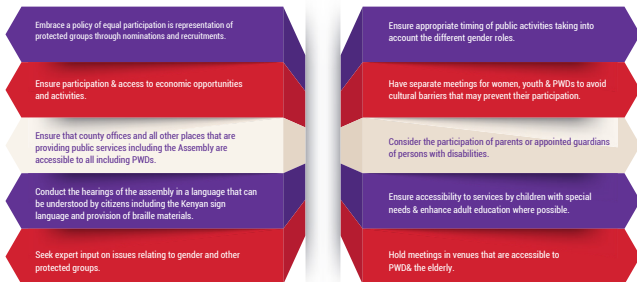 Embrace a policy of equal participation is representation of
protected groups through nominations and recruitments.
Ensure participation & access to economic opportunities
and activities.
Ensure that county offices and all other places that are
providing public services including the Assembly are
accessible to all including PWDs.
Conduct the hearings of the assembly in a language that can
be understood by citizens including the Kenyan sign
language and provision of braille materials.
Seek expert input on issues relating to gender and other
protected groups.
Ensure appropriate timing of public activities taking into
account the different gender roles.
Have separate meetings for women, youth & PWDs to avoid
cultural barriers that may prevent their participation.
Consider the participation of parents or appointed guardians
of persons with disabilities.
Ensure accessibility to services by children with special
needs & enhance adult education where possible.
Hold meetings in venues that are accessible to
PWD& the elderly.